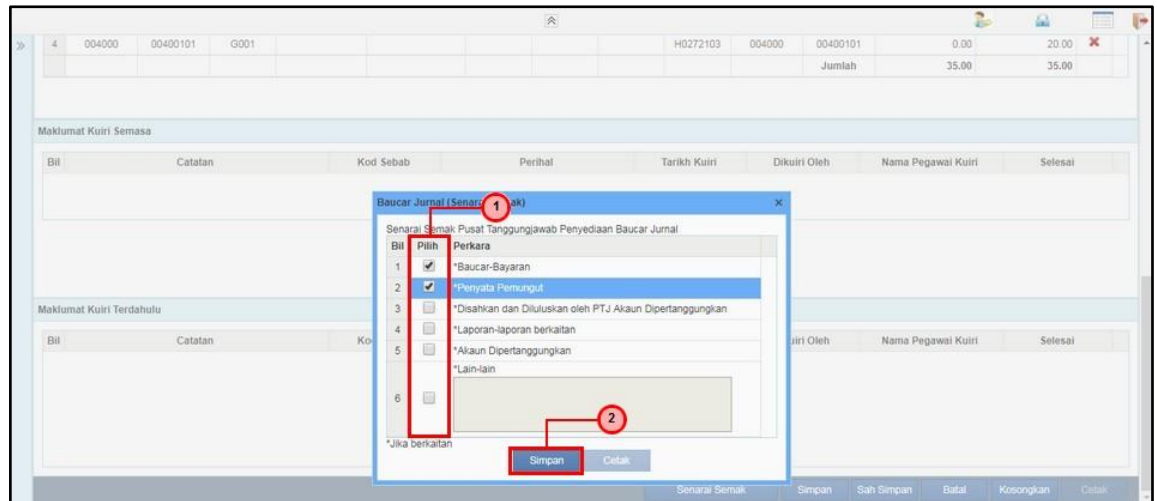 4 004000 00400101 G001 H0272103 004000 00400101 0.00 20.00
Jumlah 35.00 35.00
Maklumat Kuiri Semasa
Bil Catatan Kod Sebab Perihal Tarikh Kuiri Dikuiri Oleh Nama Pegawai Kuiri Selesai
Baucar Jurnal (Senarai 1 ak) ×
Senarai Semak Pusat Tanggungjawab Penyediaan Baucar Jurnal
Bil Pilih Perkara
1 *Baucar-Bayaran
2 *Penyata Pemungut
3 *Disahkan dan Diluluskan oleh PTJ Akaun Dipertanggungkan
4 *Laporan-laporan berkaitan
5 *Akaun Dipertanggungkan
*Lain-lain
6
2
*Jika berkaitan
Simpan Cetak
Maklumat Kuiri Terdahulu
Bil Catatan Ko uiri Oleh Nama Pegawai Kuiri Selesai
Senarai Semak Simpan Sah Simpan Batal Kosongkan Cetak